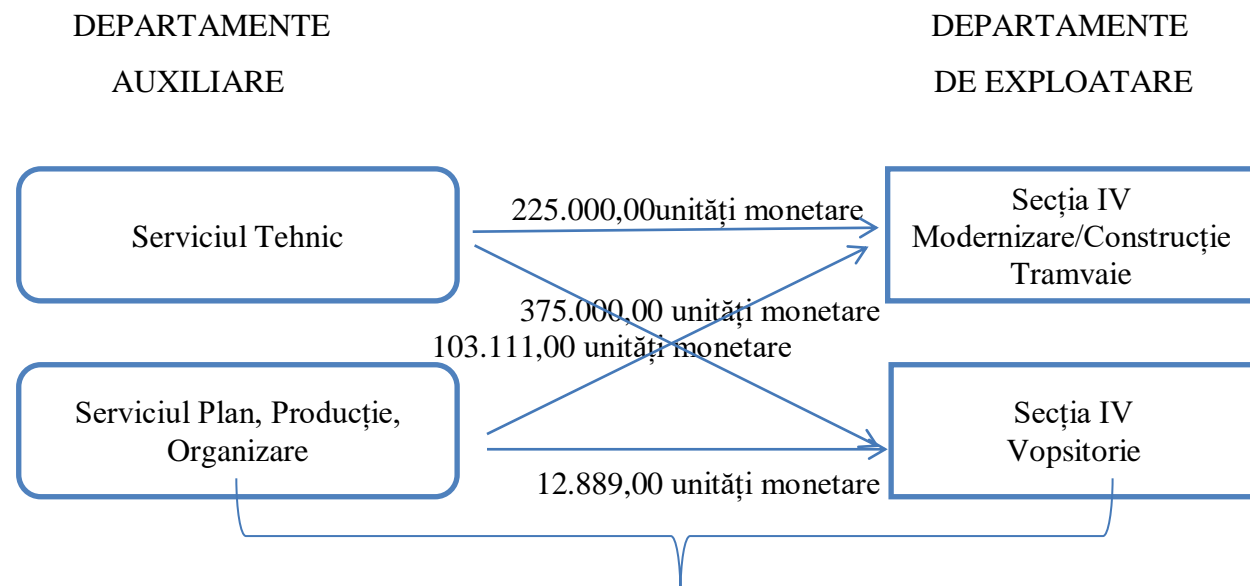 DEPARTAMENTE
AUXILIARE
DEPARTAMENTE
DE EXPLOATARE
Serviciul Tehnic
225.000,00unități monetare
Secția IV
Modernizare/Construcție
Tramvaie
375.000,00 unități monetare
103.111,00 unități monetare
Serviciul Plan, Producție,
Organizare
Secția IV
Vopsitorie
12.889,00 unități monetare